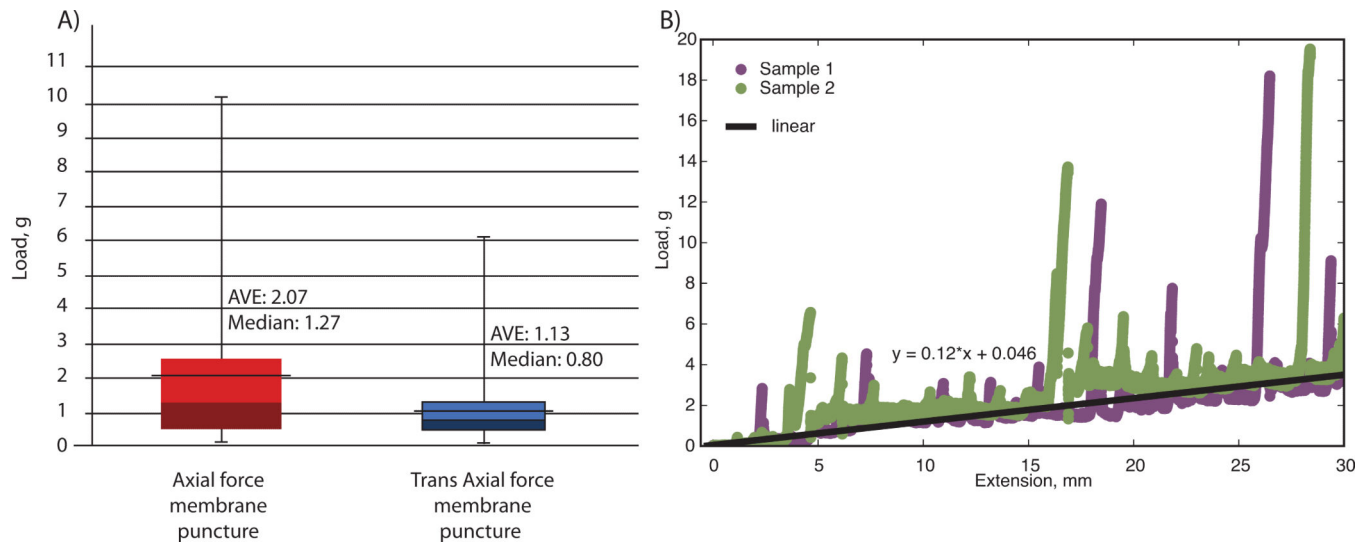 A)
11
10
9
8
7
6
5
4
3
2
1
0
Load, g
AVE: 2.07
Median: 1.27
AVE: 1.13
Median: 0.80
Axial force
membrane
puncture
Trans Axial force
membrane
puncture
B)
20
18
16
14
12
10
8
6
4
2
0
Load, g
Sample 1
Sample 2
linear
y = 0.12*x + 0.046
0 5 10 15 20 25 30
Extension, mm